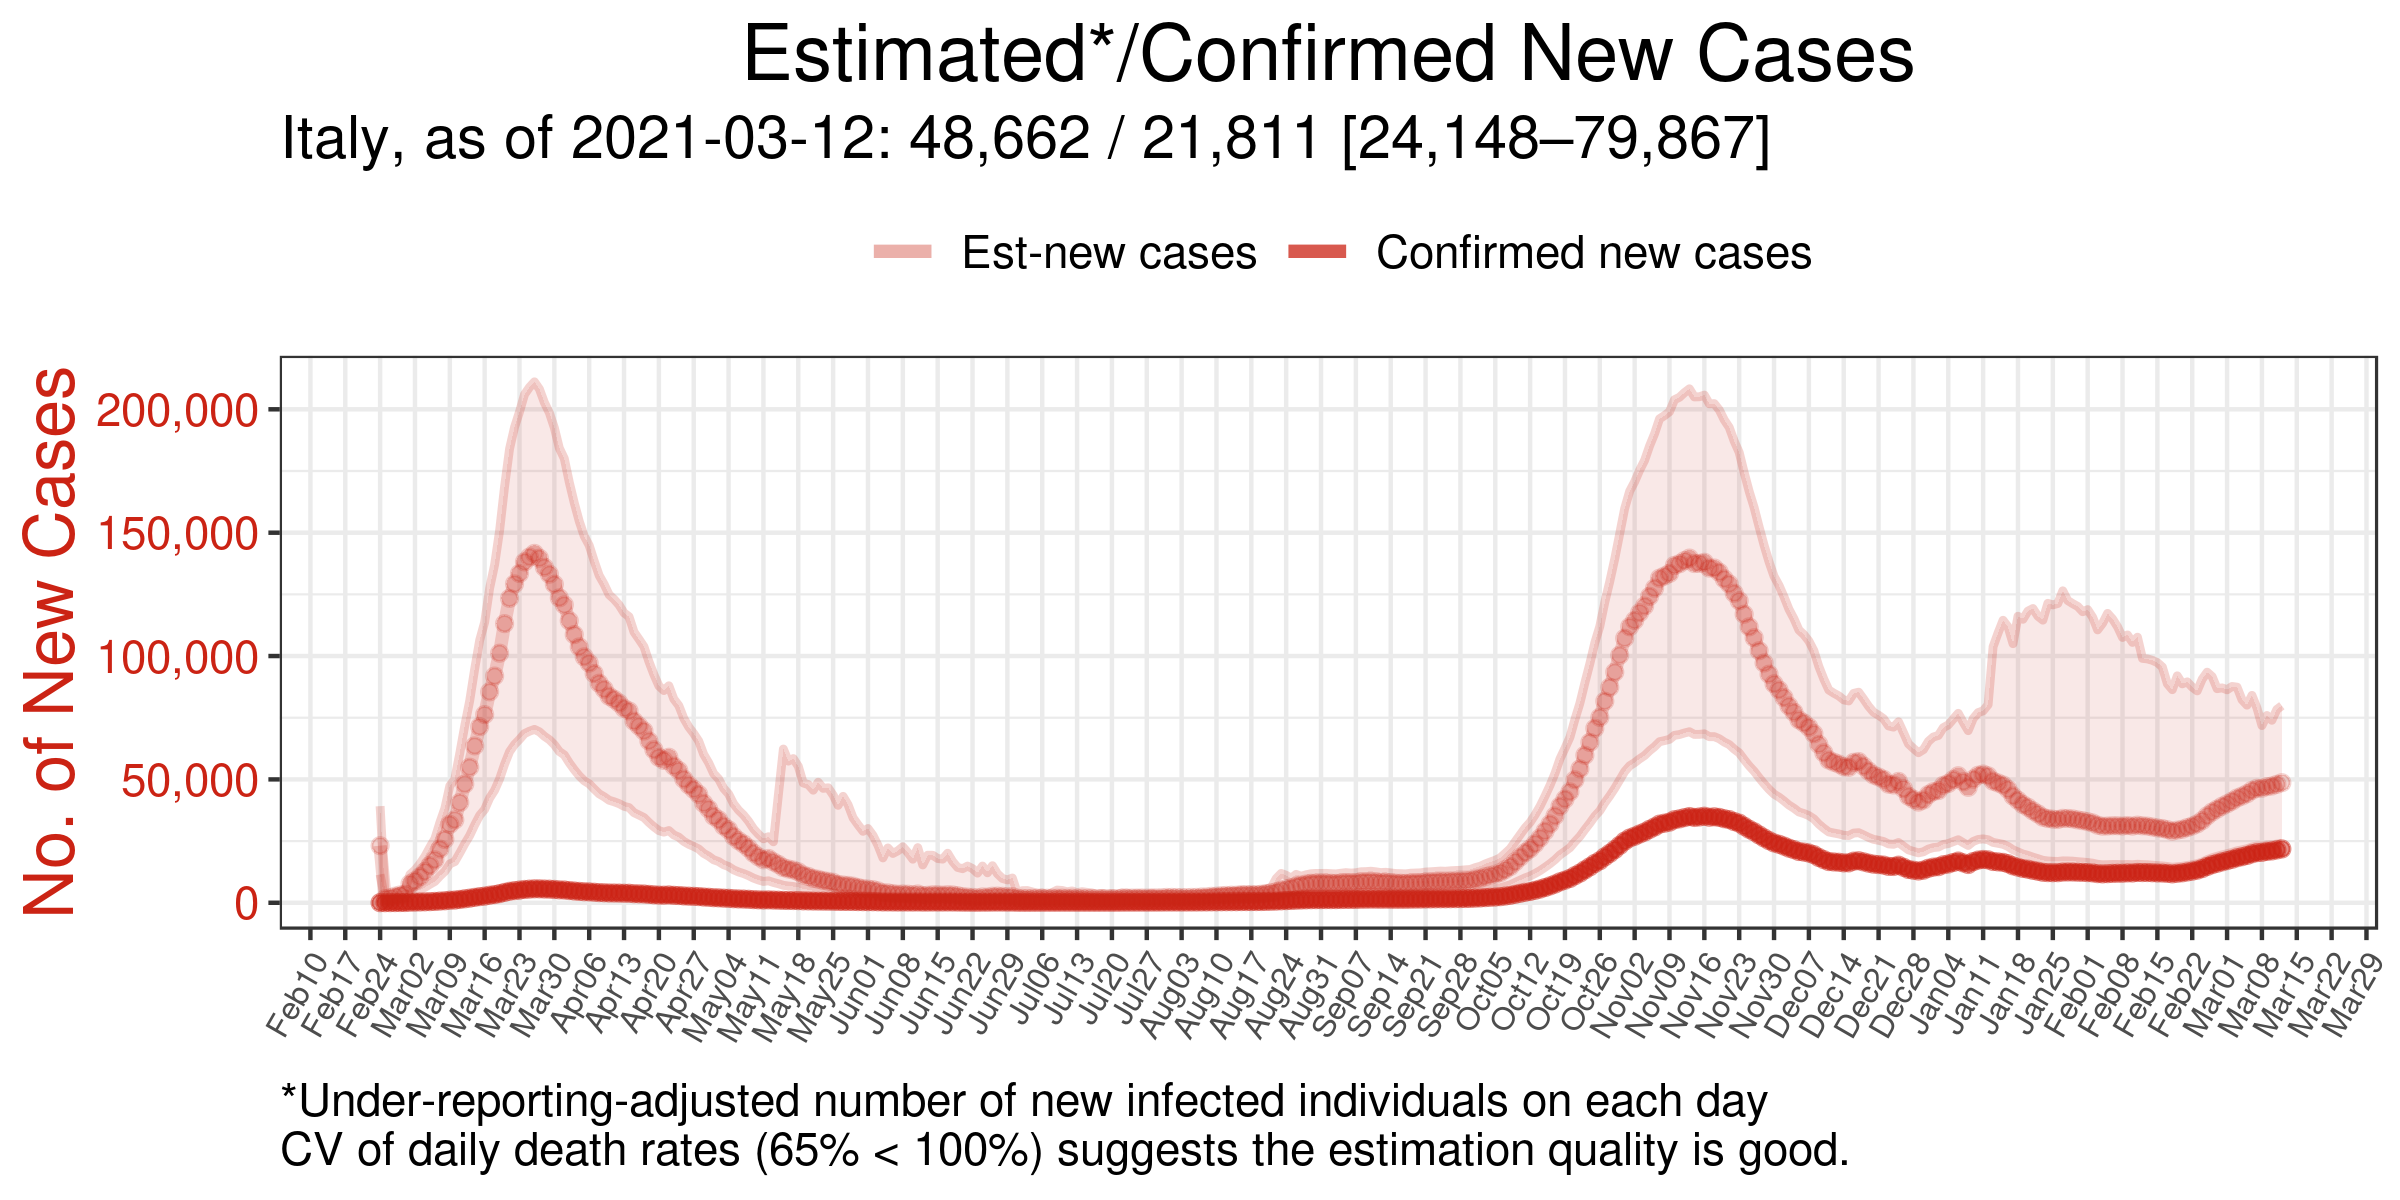 Estimated*/Confirmed New Cases
Italy, as of 2021-03-12: 48,662 / 21,811 [24,148–79,867]
Est-new cases
Confirmed new cases
No. of New Cases
200,000
150,000
100,000
50,000
0
Feb10
Feb17
Feb24
Mar02
Mar09
Mar16
Mar23
Mar30
Apr06
Apr13
Apr20
Apr27
May04
May11
May18
May25
Jun01
Jun08
Jun15
Jun22
Jun29
Jul06
Jul13
Jul20
Jul27
Aug03
Aug10
Aug17
Aug24
Aug31
Sep07
Sep14
Sep21
Sep28
Oct05
Oct12
Oct19
Oct26
Nov02
Nov09
Nov16
Nov23
Nov30
Dec07
Dec14
Dec21
Dec28
Jan04
Jan11
Jan18
Jan25
Feb01
Feb08
Feb15
Feb22
Mar01
Mar08
Mar15
Mar22
Mar29
*Under-reporting-adjusted number of new infected individuals on each day
CV of daily death rates (65% < 100%) suggests the estimation quality is good.